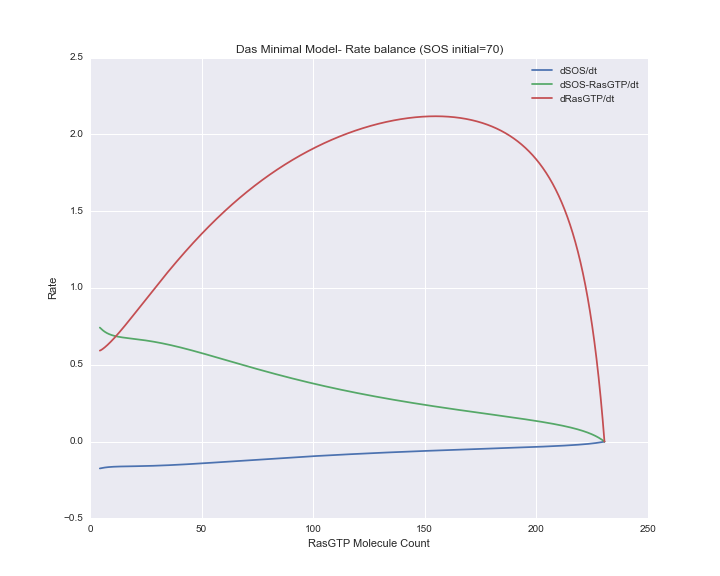 Das Minimal Model- Rate balance (SOS initial=70)
dSOS/dt
dSOS-RasGTP/dt
dRasGTP/dt
2.5
2.0
1.5
1.0
0.5
0.0
−0.5
Rate
0 50 100 150 200 250
RasGTP Molecule Count